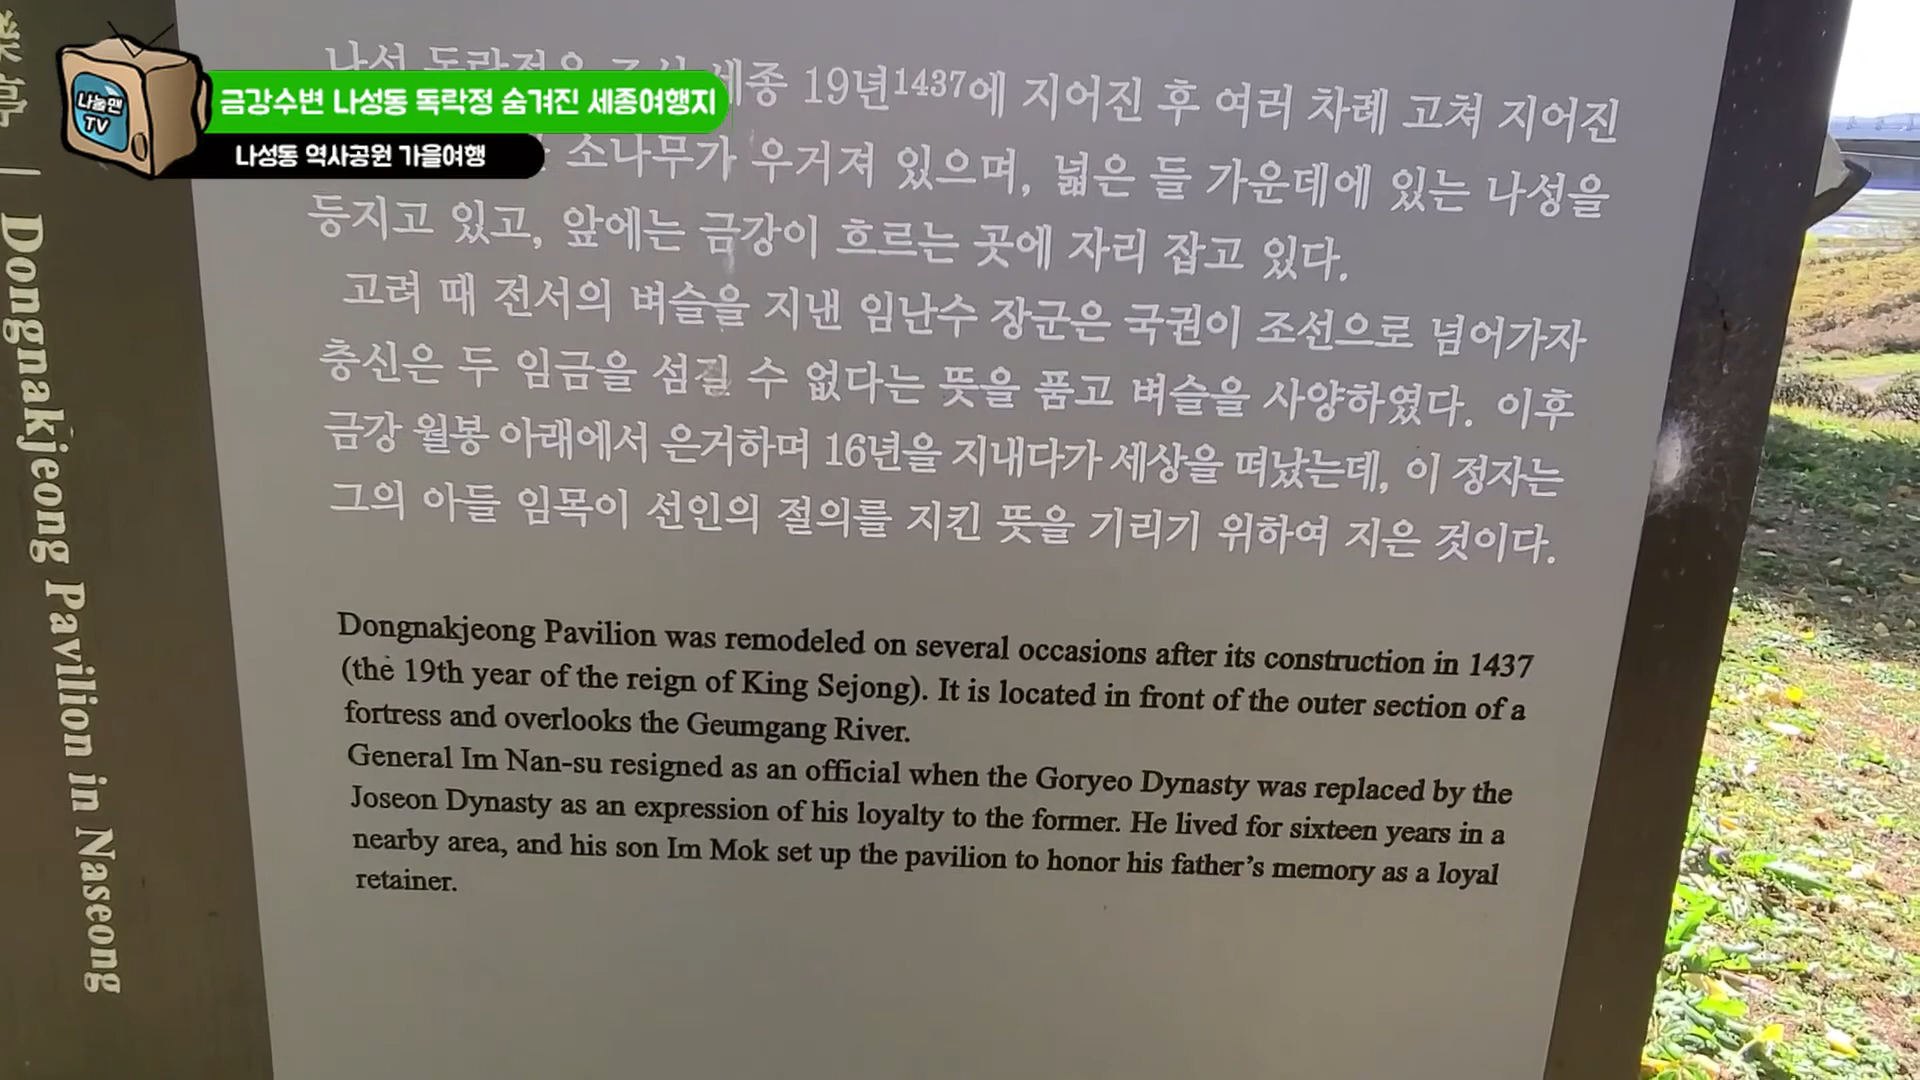 나눔맨
TV
금강수변 나성동 독락정 숨겨진 세종여행지
나성동 역사공원 가을여행
Dongnakjeong Pavilion in Naseong
나성 독락정은 조선 세종 19년1437에 지어진 후 여러 차례 고쳐 지어진
소나무가 우거져 있으며, 넓은 들 가운데에 있는 나성을
등지고 있고, 앞에는 금강이 흐르는 곳에 자리 잡고 있다.
고려 때 전서의 벼슬을 지낸 임난수 장군은 국권이 조선으로 넘어가자
충신은 두 임금을 섬길 수 없다는 뜻을 품고 벼슬을 사양하였다. 이후
금강 월봉 아래에서 은거하며 16년을 지내다가 세상을 떠났는데, 이 정자는
그의 아들 임목이 선인의 절의를 지킨 뜻을 기리기 위하여 지은 것이다.
Dongnakjeong Pavilion was remodeled on several occasions after its construction in 1437
(the 19th year of the reign of King Sejong). It is located in front of the outer section of a
fortress and overlooks the Geumgang River.
General Im Nan-su resigned as an official when the Goryeo Dynasty was replaced by the
Joseon Dynasty as an expression of his loyalty to the former. He lived for sixteen years in a
nearby area, and his son Im Mok set up the pavilion to honor his father's memory as a loyal
retainer.